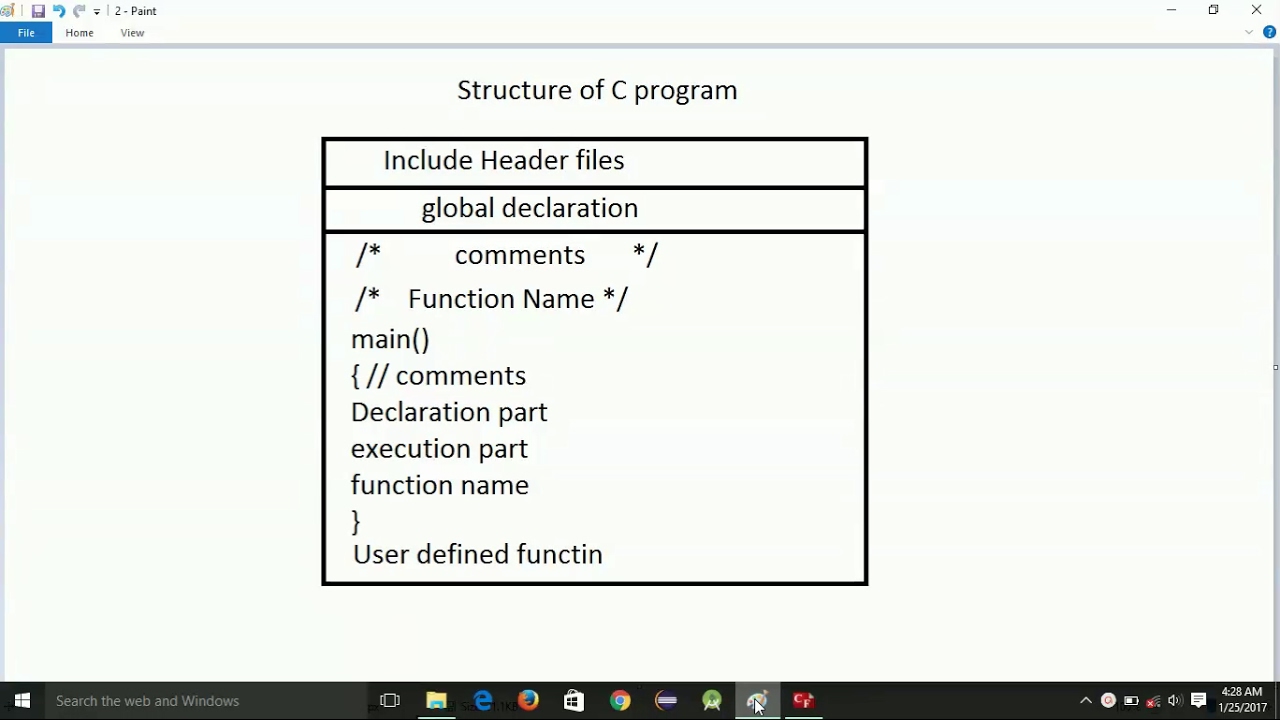 2 - Paint
File Home View
Structure of C program
Include Header files
global declaration
/* comments */
/* Function Name */
main()
{ // comments
Declaration part
execution part
function name
}
User defined functin
Search the web and Windows
4:28 AM
1/25/2017